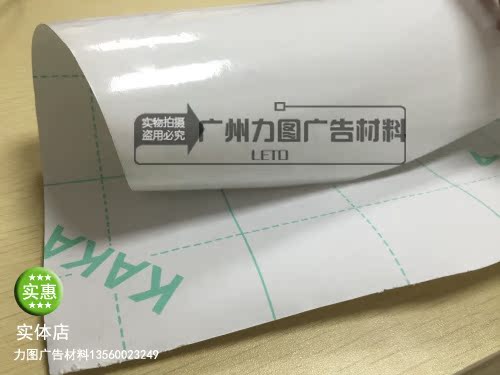 实物拍摄
盗用必究
广州力图广告材料
LETO
KAKA
KAKA
实惠
实体店
力图广告材料13560023249